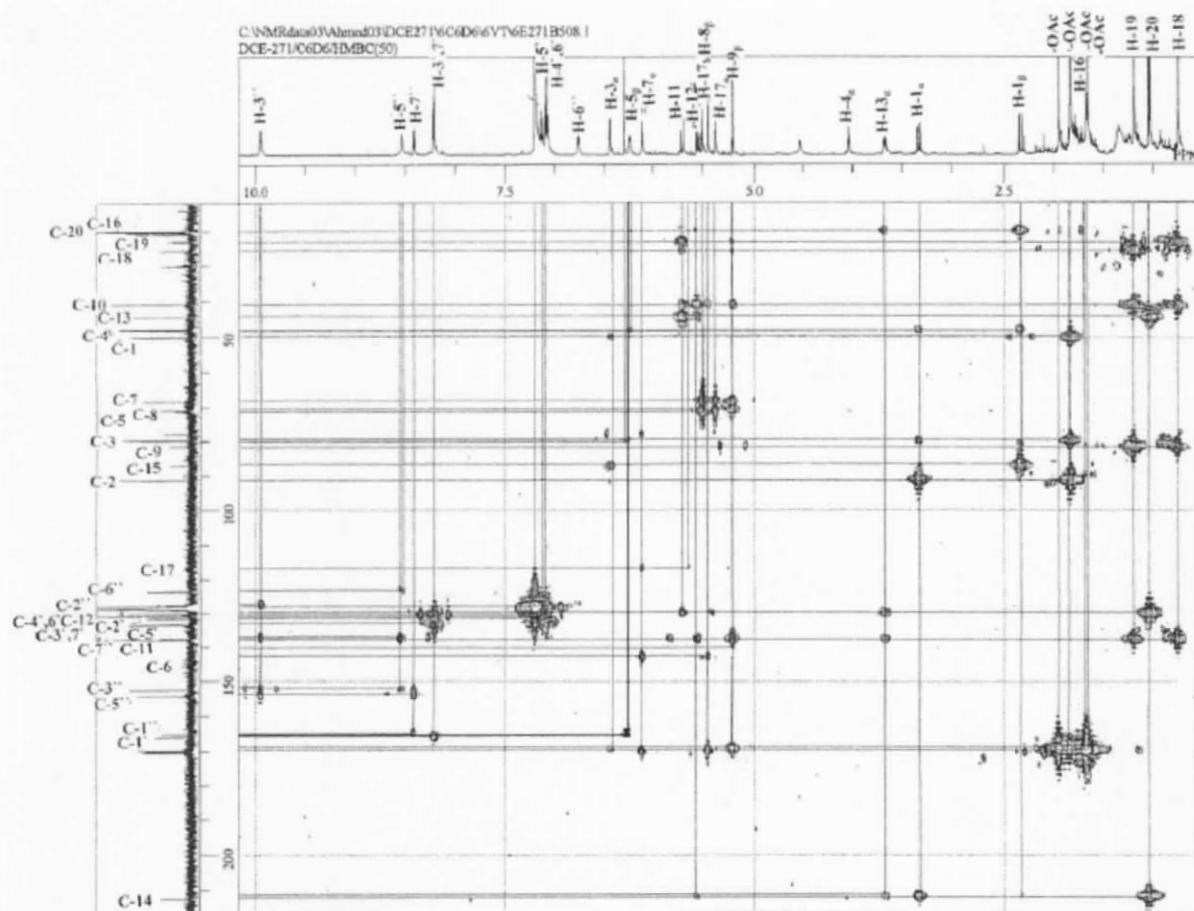 C:\NMRdata03\Ahmad03\DCE271\6C6D6\6VT\6E271B508.1
DCE-271/C6D6/HMBC(50)
H-3``
H-5``
H-7``
H-3`,7`
H-5`
H-4`,6`
H-6``
H-3α
H-5β
H-7α
H-11
H-12
H-17b
H-8β
H-17a
H-9β
H-4α
H-13α
H-1α
H-1β
-OAc
-OAc
H-16
-OAc
-OAc
H-19
H-20
H-18
10.0
7.5
5.0
2.5
C-16
C-20
C-19
C-18
C-10
C-13
C-4
C-1
50
C-7
C-8
C-5
C-3
C-9
C-15
C-2
100
C-17
C-6``
C-2``
C-4`,6`
C-12
C-2`
C-3`,7`
C-5`
C-7``
C-11
C-6
C-3``
C-5``
150
C-1``
C-1`
200
C-14